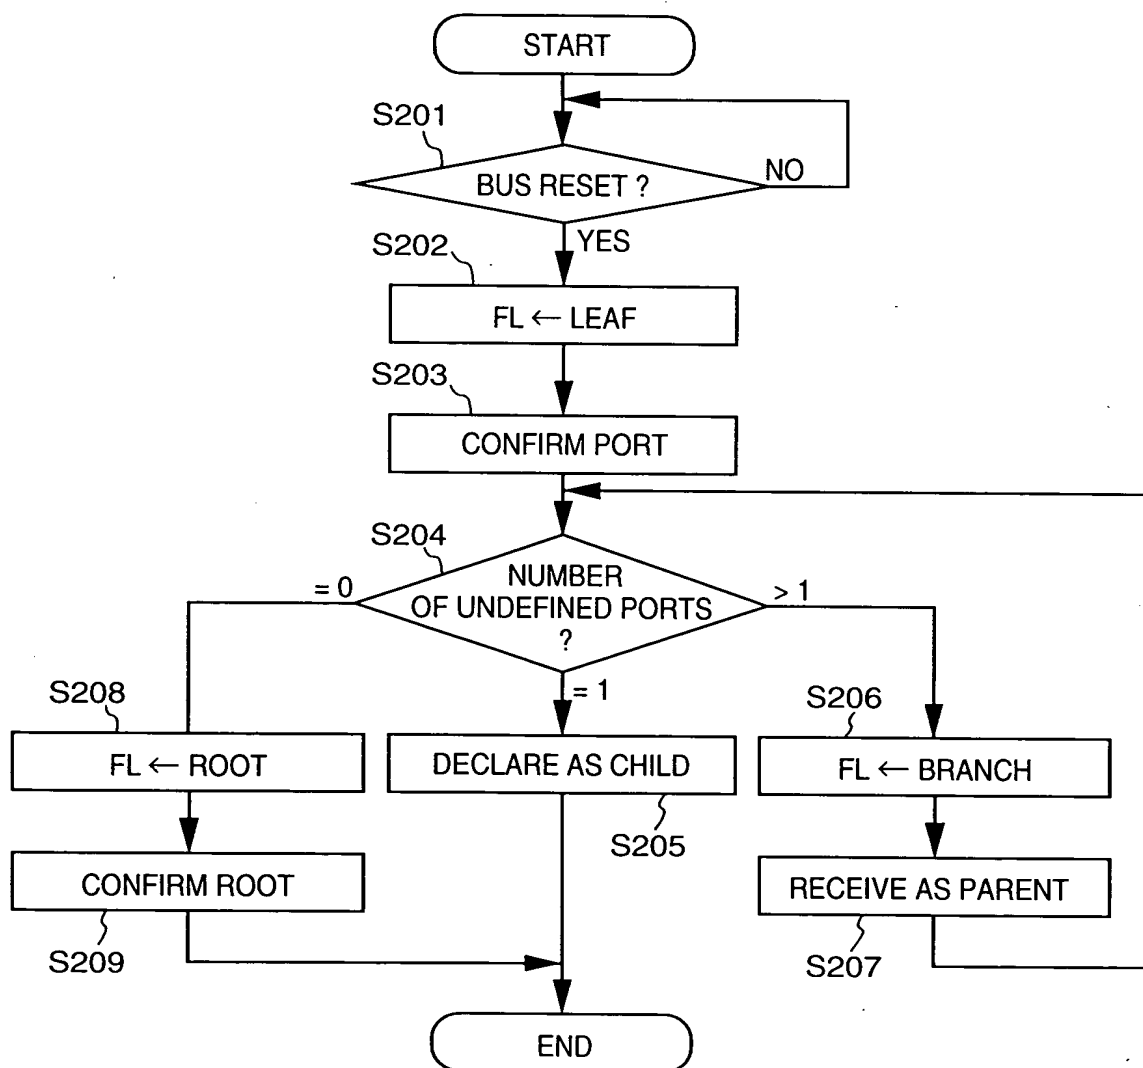 START
S201
BUS RESET ?
NO
YES
S202
FL ← LEAF
S203
CONFIRM PORT
S204
NUMBER
OF UNDEFINED PORTS
?
= 0
> 1
= 1
S208
FL ← ROOT
DECLARE AS CHILD
S205
S206
FL ← BRANCH
CONFIRM ROOT
S209
RECEIVE AS PARENT
S207
END